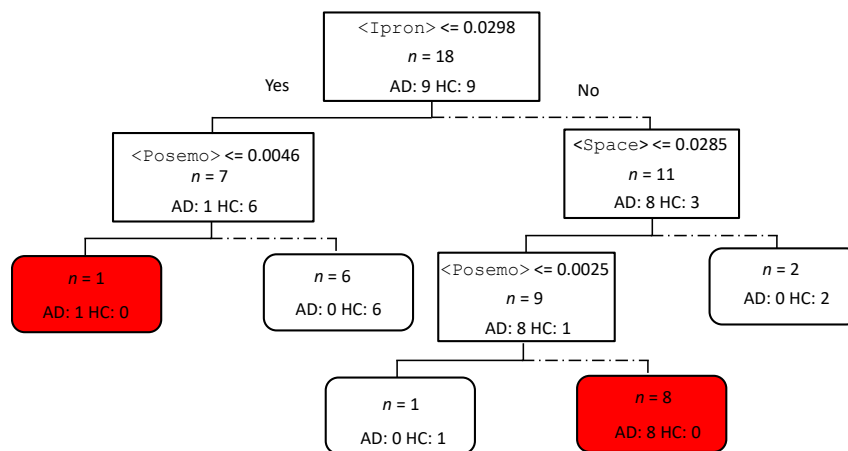 <Ipron> <= 0.0298
n = 18
AD: 9 HC: 9
Yes
No
<Posemo> <= 0.0046
n = 7
AD: 1 HC: 6
<Space> <= 0.0285
n = 11
AD: 8 HC: 3
n = 1
AD: 1 HC: 0
n = 6
AD: 0 HC: 6
<Posemo> <= 0.0025
n = 9
AD: 8 HC: 1
n = 2
AD: 0 HC: 2
n = 1
AD: 0 HC: 1
n = 8
AD: 8 HC: 0